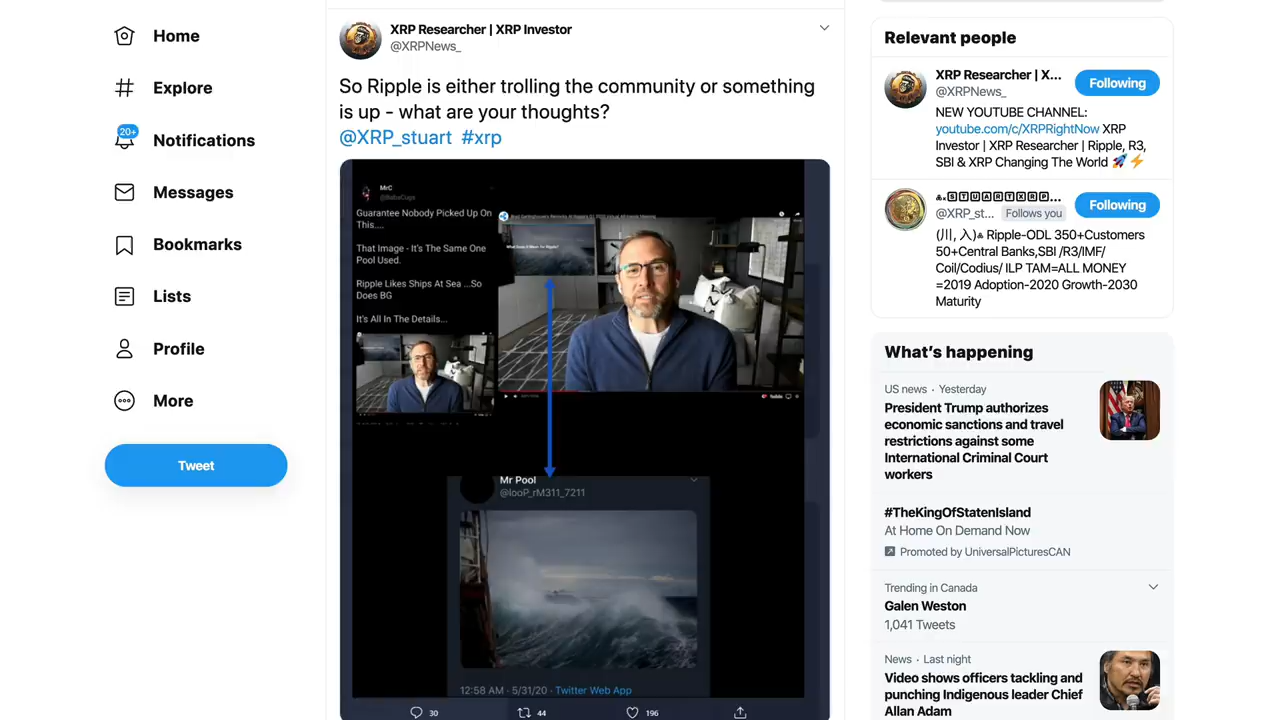 Home
Explore
20+
Notifications
Messages
Bookmarks
Lists
Profile
More
Tweet
XRP Researcher | XRP Investor
@XRPNews_
So Ripple is either trolling the community or something
is up - what are your thoughts?
@XRP_stuart #xrp
MrC
Guarantee Nobody Picked Up On
This....
That Image - It's The Same One
Pool Used.
Ripple Likes Ships At Sea ...So
Does BG
It's All In The Details...
Mr Pool
@looP_rM311_7211
12:58 AM · 5/31/20 · Twitter Web App
30
44
196
Relevant people
XRP Researcher | X...
@XRPNews_
Following
NEW YOUTUBE CHANNEL:
youtube.com/c/XRPRightNow XRP
Investor | XRP Researcher | Ripple, R3,
SBI & XRP Changing The World 🚀⚡
🅂🅃🅄🄰🅁🅃🅇🅁🄿...
@XRP_st...
Follows you
Following
(川, 入)ஃ Ripple-ODL 350+Customers
50+Central Banks,SBI /R3/IMF/
Coil/Codius/ ILP TAM=ALL MONEY
=2019 Adoption-2020 Growth-2030
Maturity
What's happening
US news · Yesterday
President Trump authorizes
economic sanctions and travel
restrictions against some
International Criminal Court
workers
#TheKingOfStatenIsland
At Home On Demand Now
Promoted by UniversalPicturesCAN
Trending in Canada
Galen Weston
1,041 Tweets
News · Last night
Video shows officers tackling and
punching Indigenous leader Chief
Allan Adam